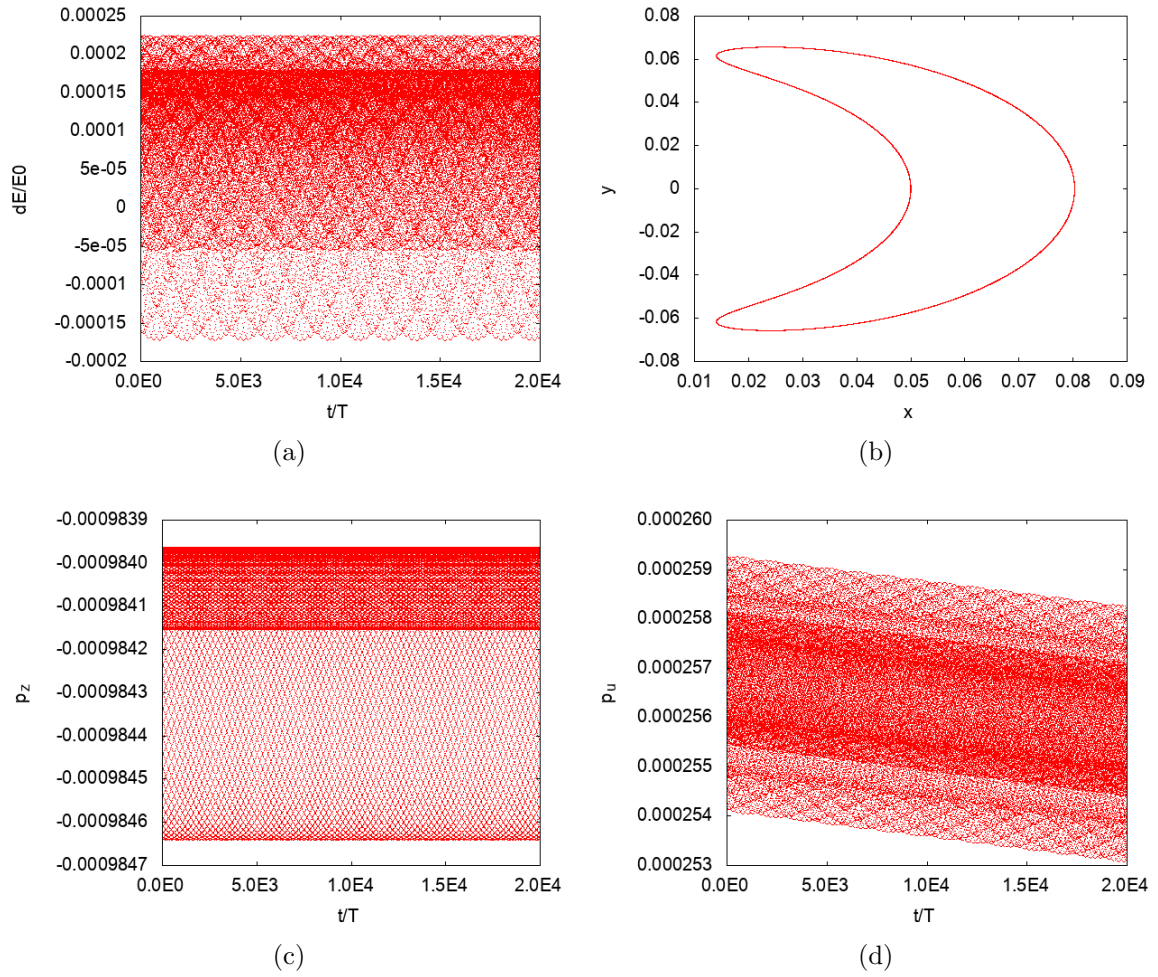 0.00025
0.0002
0.00015
0.0001
5e-05
0
-5e-05
-0.0001
-0.00015
-0.0002
dE/E0
0.0E0 5.0E3 1.0E4 1.5E4 2.0E4
t/T
(a)
0.08
0.06
0.04
0.02
0
-0.02
-0.04
-0.06
-0.08
y
0.01 0.02 0.03 0.04 0.05 0.06 0.07 0.08 0.09
x
(b)
-0.0009839
-0.0009840
-0.0009841
-0.0009842
-0.0009843
-0.0009844
-0.0009845
-0.0009846
-0.0009847
pz
0.0E0 5.0E3 1.0E4 1.5E4 2.0E4
t/T
(c)
0.000260
0.000259
0.000258
0.000257
0.000256
0.000255
0.000254
0.000253
pu
0.0E0 5.0E3 1.0E4 1.5E4 2.0E4
t/T
(d)